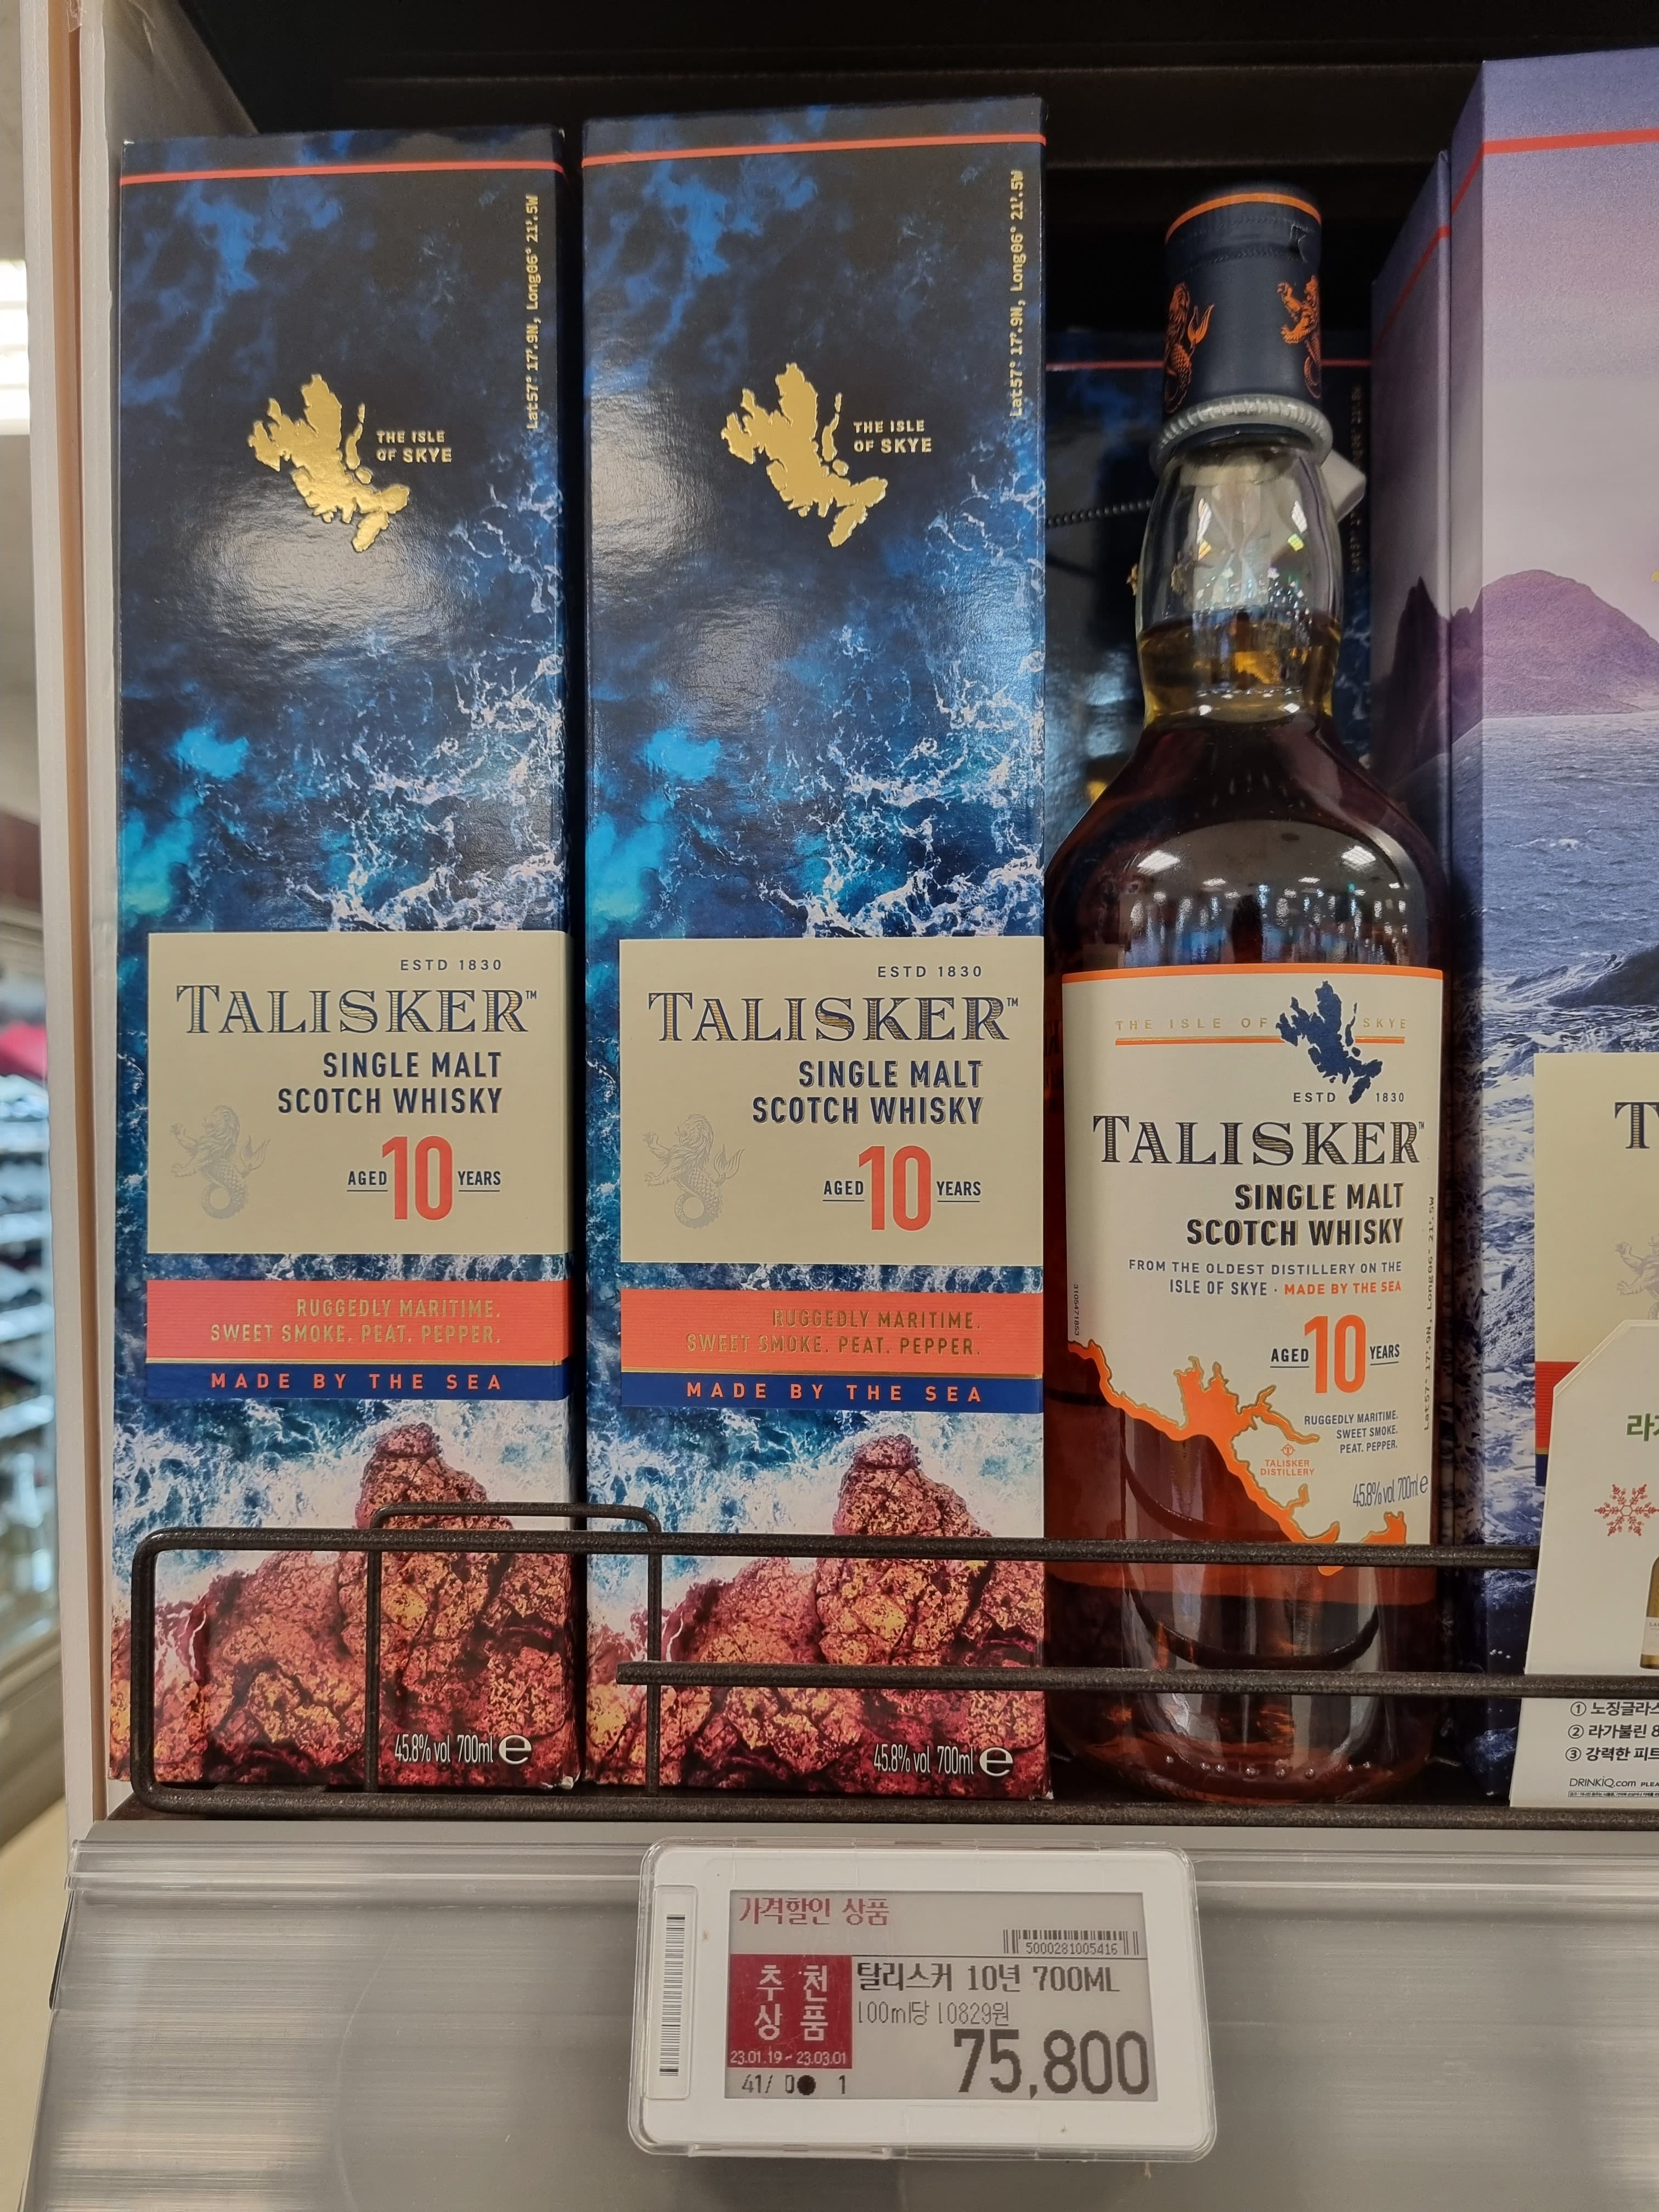 Lat57° 17'.9N, Long06° 21'.5W
THE ISLE
OF SKYE
ESTD 1830
TALISKER™
SINGLE MALT
SCOTCH WHISKY
AGED 10 YEARS
RUGGEDLY MARITIME.
SWEET SMOKE. PEAT. PEPPER.
MADE BY THE SEA
45.8% vol 700ml e
Lat57° 17'.9N, Long06° 21'.5W
THE ISLE
OF SKYE
ESTD 1830
TALISKER™
SINGLE MALT
SCOTCH WHISKY
AGED 10 YEARS
RUGGEDLY MARITIME.
SWEET SMOKE. PEAT. PEPPER.
MADE BY THE SEA
45.8% vol 700ml e
THE ISLE OF SKYE
ESTD 1830
TALISKER™
SINGLE MALT
SCOTCH WHISKY
FROM THE OLDEST DISTILLERY ON THE
ISLE OF SKYE · MADE BY THE SEA
AGED 10 YEARS
RUGGEDLY MARITIME.
SWEET SMOKE.
PEAT. PEPPER.
TALISKER
DISTILLERY
45.8% vol 700ml e
Lat57° 17'.9N, Long06° 21'.5W
T
① 노징글라스
② 라가불린 8
③ 강력한 피트
DRINKiQ.com
가격할인 상품
5000281005416
추천
상품
23.01.19~23.03.01
탈리스커 10년 700ML
100ml당 10829원
75,800
41/ 0● 1